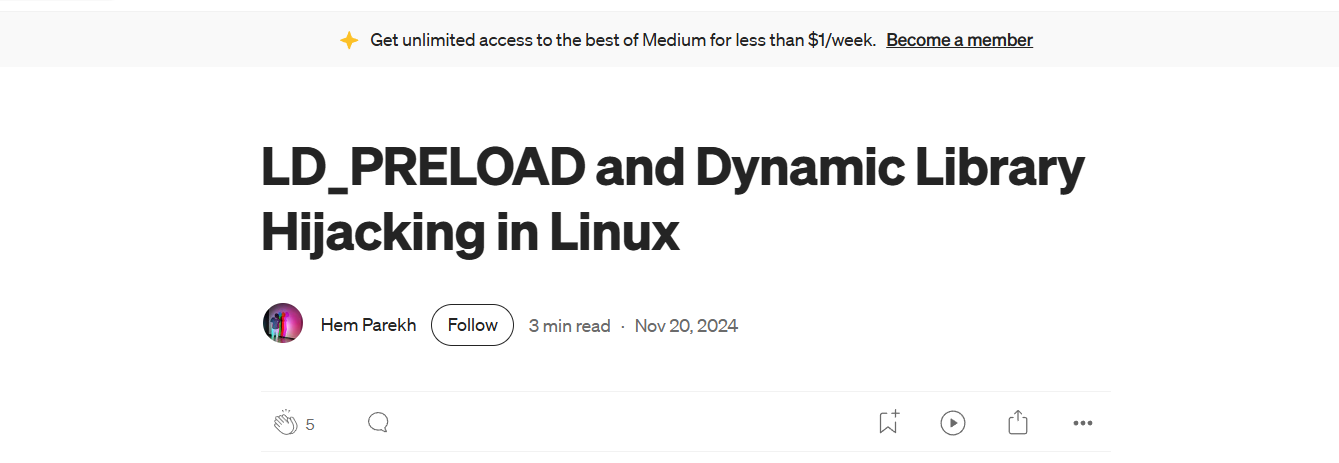 Get unlimited access to the best of Medium for less than $1/week. Become a member
LD_PRELOAD and Dynamic Library
Hijacking in Linux
Hem Parekh Follow 3 min read · Nov 20, 2024
5